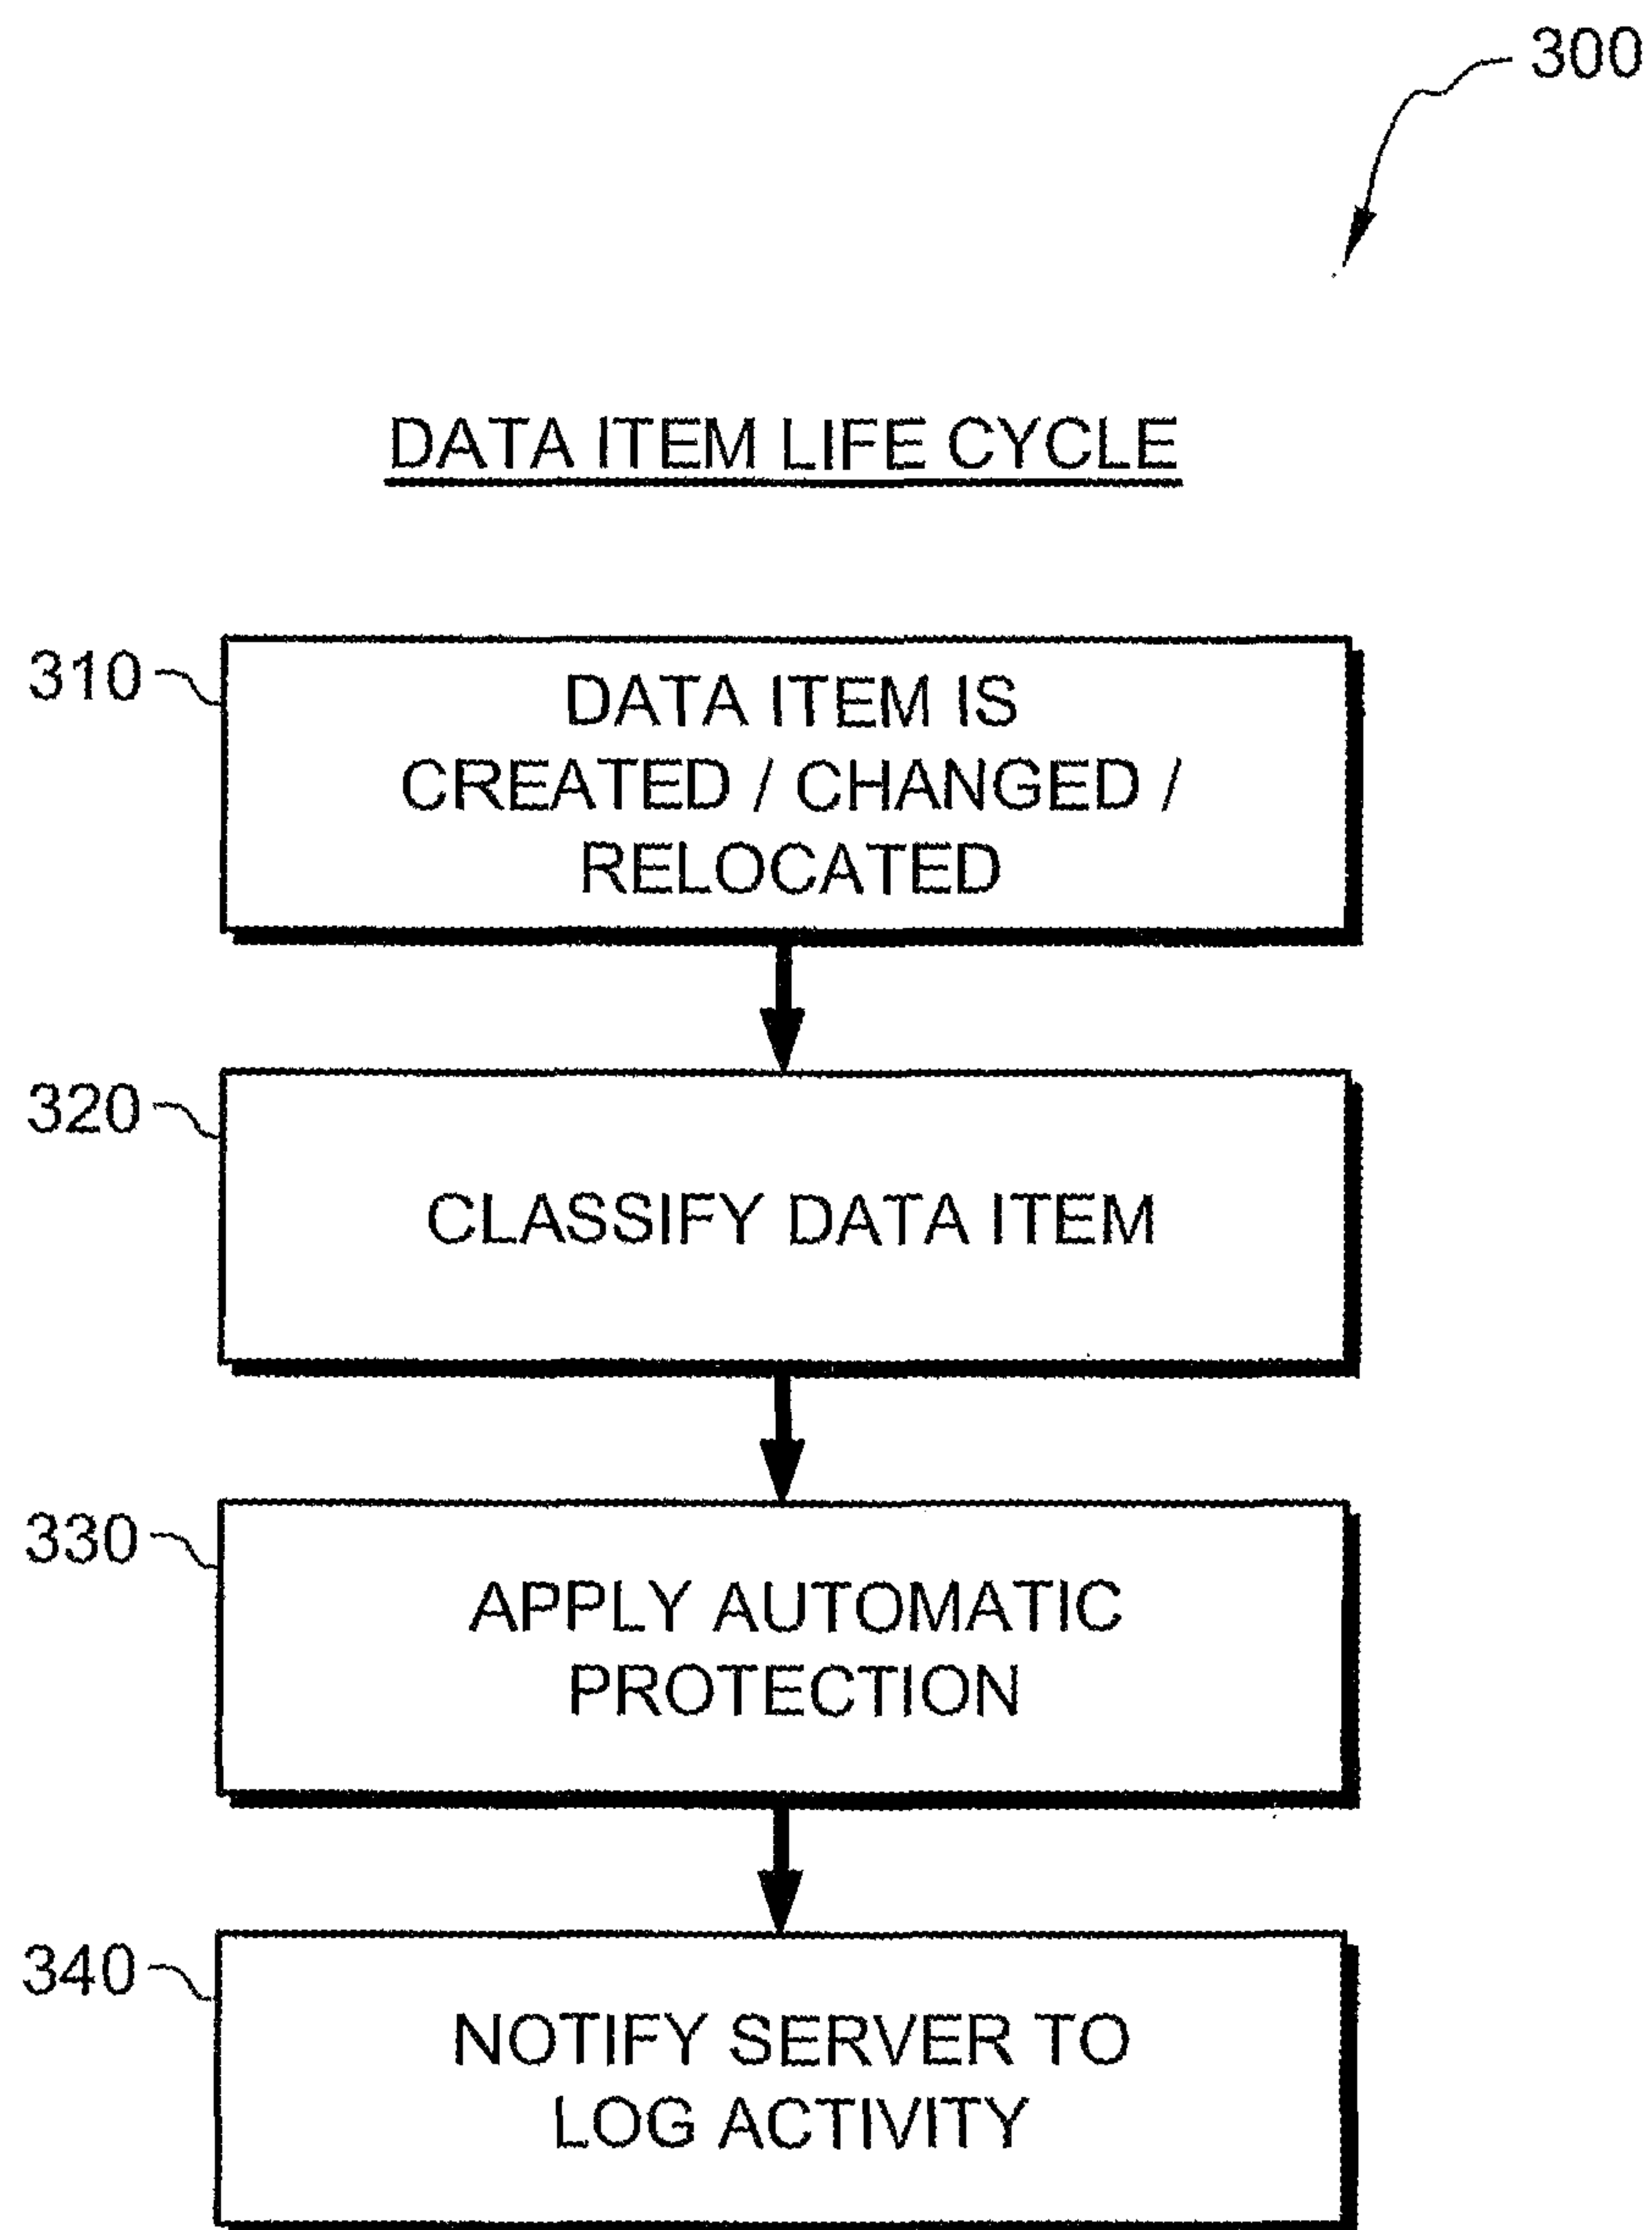 300
DATA ITEM LIFE CYCLE
310
DATA ITEM IS
CREATED / CHANGED /
RELOCATED
320
CLASSIFY DATA ITEM
330
APPLY AUTOMATIC
PROTECTION
340
NOTIFY SERVER TO
LOG ACTIVITY